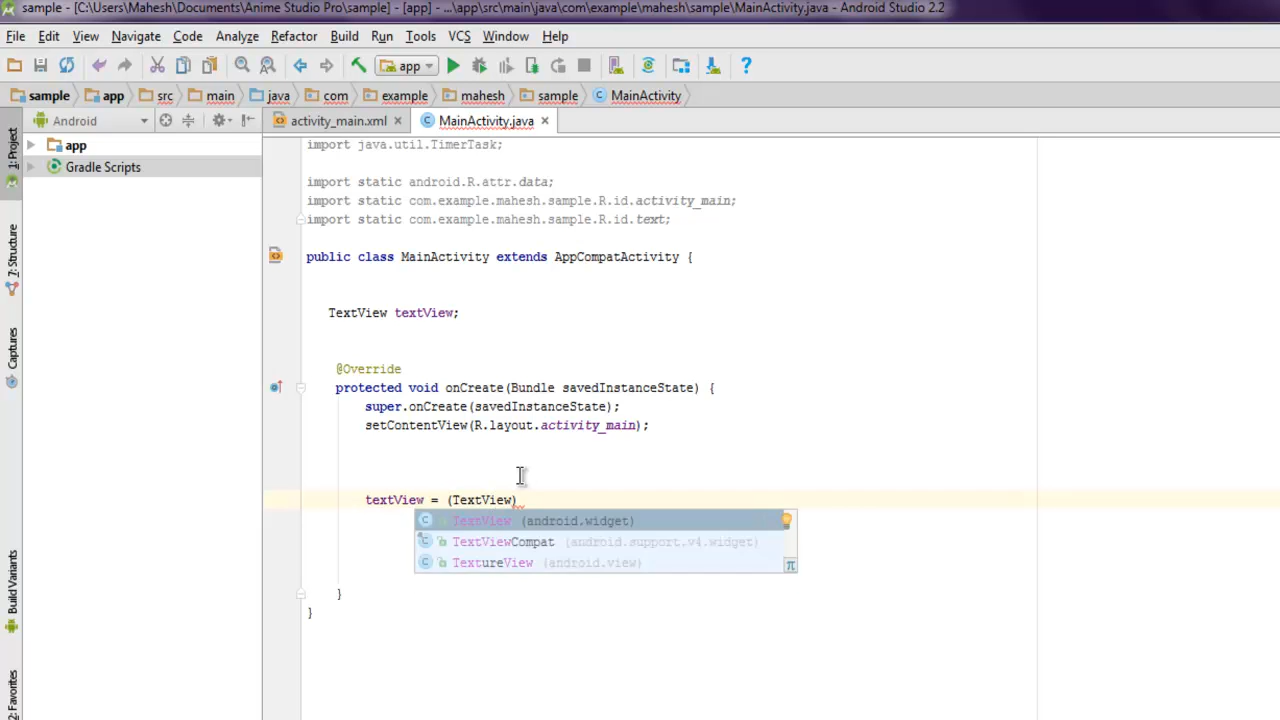 sample - [C:\Users\Mahesh\Documents\Anime Studio Pro\sample] - [app] - ...\app\src\main\java\com\example\mahesh\sample\MainActivity.java - Android Studio 2.2
File Edit View Navigate Code Analyze Refactor Build Run Tools VCS Window Help
app
sample app src main java com example mahesh sample MainActivity
Android activity_main.xml MainActivity.java
1: Project
7: Structure
Captures
Build Variants
2: Favorites
app
Gradle Scripts
import java.util.TimerTask;
import static android.R.attr.data;
import static com.example.mahesh.sample.R.id.activity_main;
import static com.example.mahesh.sample.R.id.text;
public class MainActivity extends AppCompatActivity {
TextView textView;
@Override
protected void onCreate(Bundle savedInstanceState) {
super.onCreate(savedInstanceState);
setContentView(R.layout.activity_main);
textView = (TextView)
TextView (android.widget)
TextViewCompat (android.support.v4.widget)
TextureView (android.view)
π
}
}